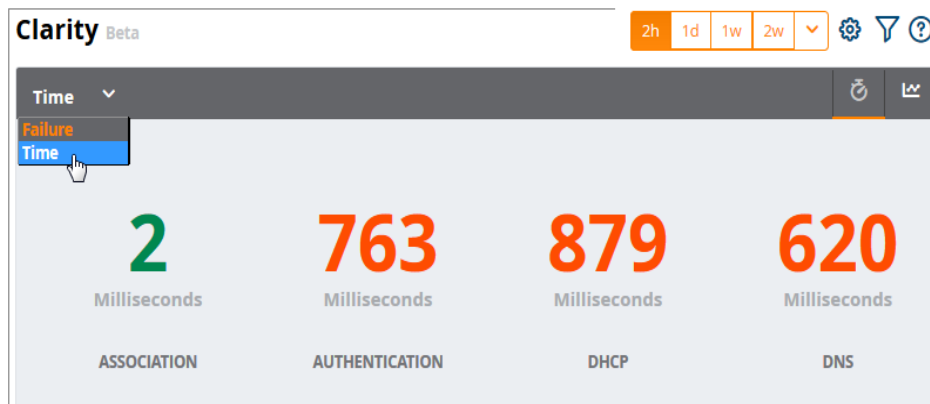 Clarity Beta
2h 1d 1w 2w
Time
Failure
Time
2 763 879 620
Milliseconds Milliseconds Milliseconds Milliseconds
ASSOCIATION AUTHENTICATION DHCP DNS